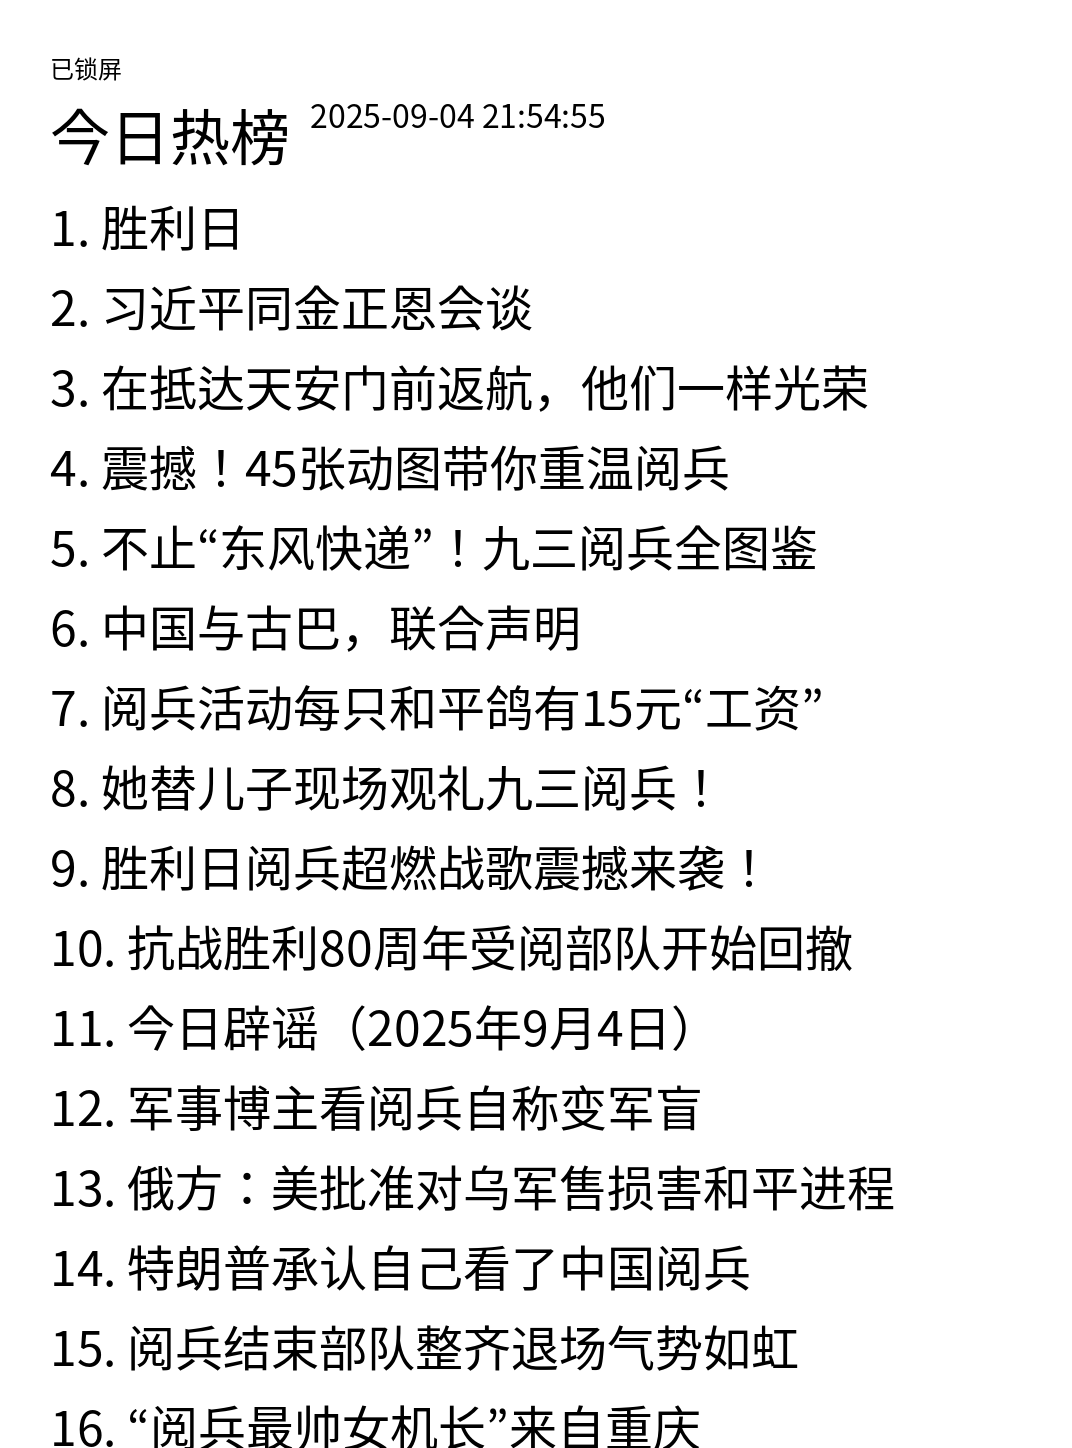 已锁屏
今日热榜 2025-09-04 21:54:55
1. 胜利日
2. 习近平同金正恩会谈
3. 在抵达天安门前返航，他们一样光荣
4. 震撼！45张动图带你重温阅兵
5. 不止“东风快递”！九三阅兵全图鉴
6. 中国与古巴，联合声明
7. 阅兵活动每只和平鸽有15元“工资”
8. 她替儿子现场观礼九三阅兵！
9. 胜利日阅兵超燃战歌震撼来袭！
10. 抗战胜利80周年受阅部队开始回撤
11. 今日辟谣（2025年9月4日）
12. 军事博主看阅兵自称变军盲
13. 俄方：美批准对乌军售损害和平进程
14. 特朗普承认自己看了中国阅兵
15. 阅兵结束部队整齐退场气势如虹
16. “阅兵最帅女机长”来自重庆